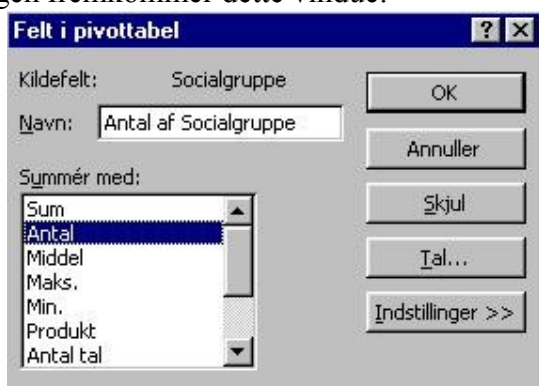 fremkommer dette vindue:
Felt i pivottabel
Kildefelt: Socialgruppe
Navn: Antal af Socialgruppe
Summér med:
Sum
Antal
Middel
Maks.
Min.
Produkt
Antal tal
OK
Annuller
Skjul
Tal...
Indstillinger >>